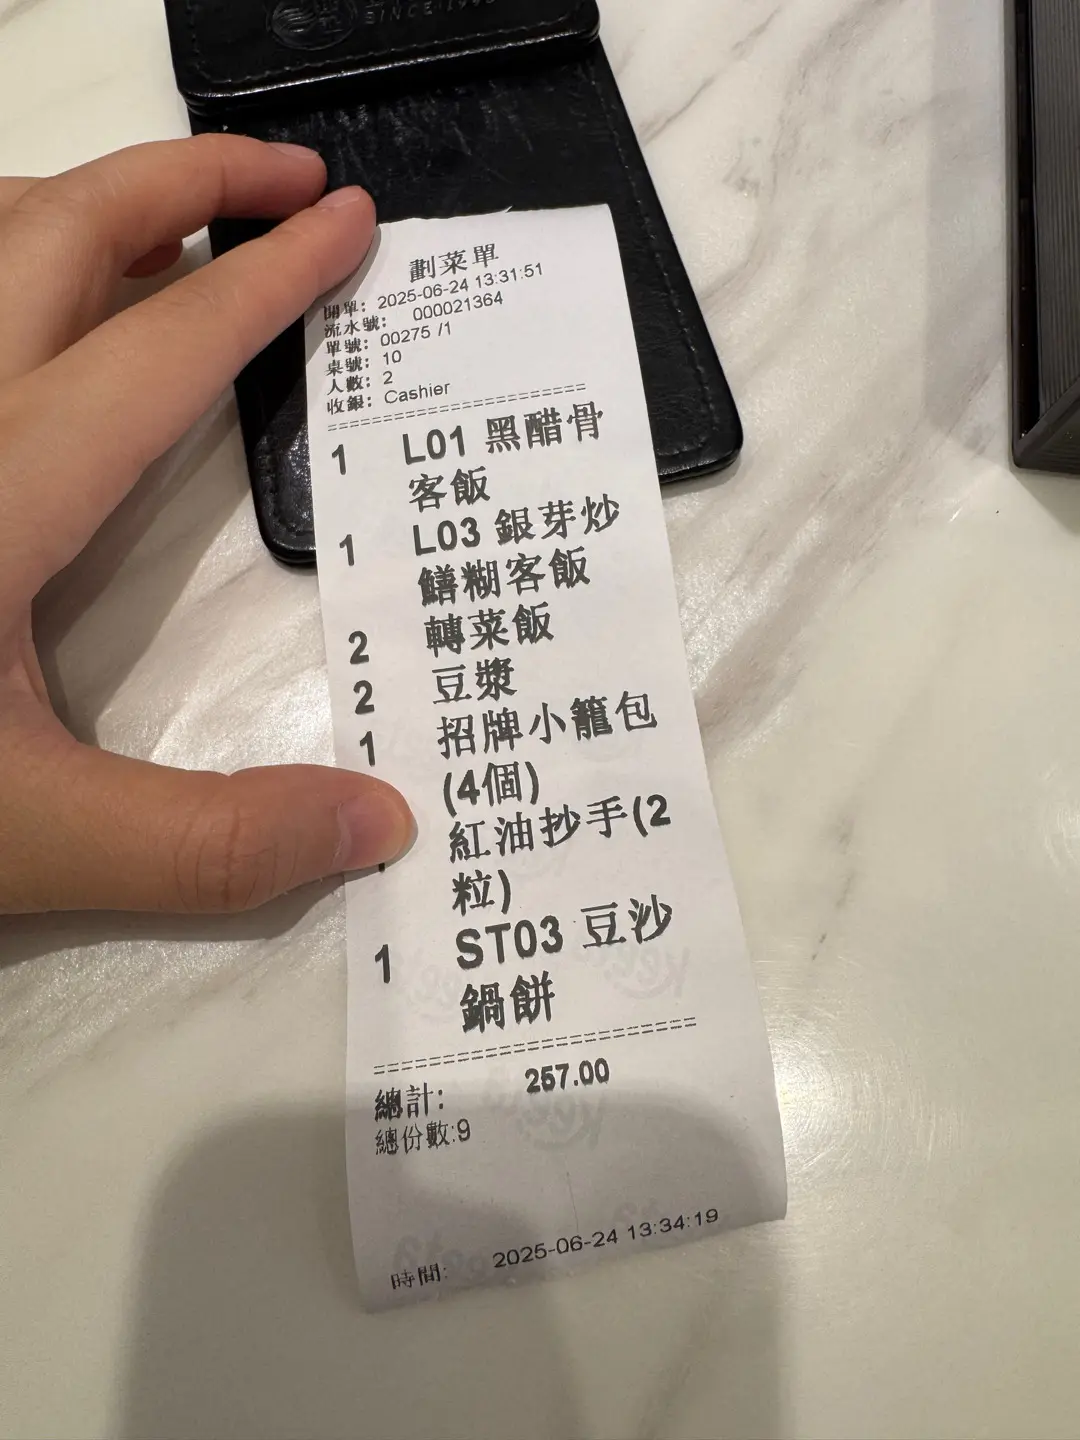 SINCE 1995
劃菜單
開單: 2025-06-24 13:31:51
流水號: 000021364
單號: 00275 /1
桌號: 10
人數: 2
收銀: Cashier
1 L01 黑醋骨
客飯
1 L03 銀芽炒
鱔糊客飯
2 轉菜飯
2 豆漿
1 招牌小籠包
(4個)
紅油抄手(2
粒)
1 ST03 豆沙
鍋餅
總計: 257.00
總份數:9
時間: 2025-06-24 13:34:19